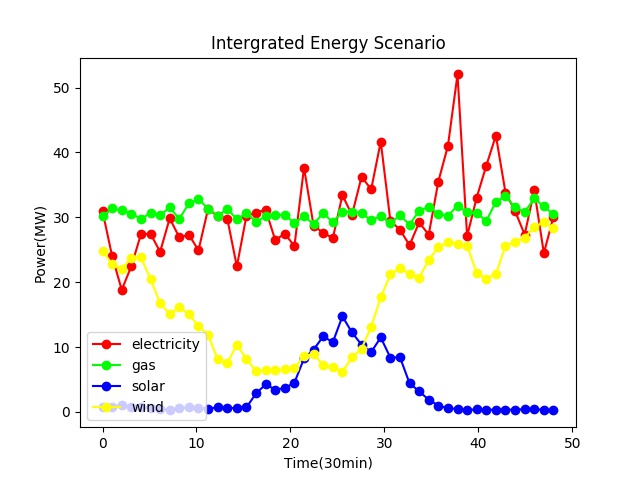 Intergrated Energy Scenario
Power(MW)
50
40
30
20
10
0
electricity
gas
solar
wind
0 10 20 30 40 50
Time(30min)